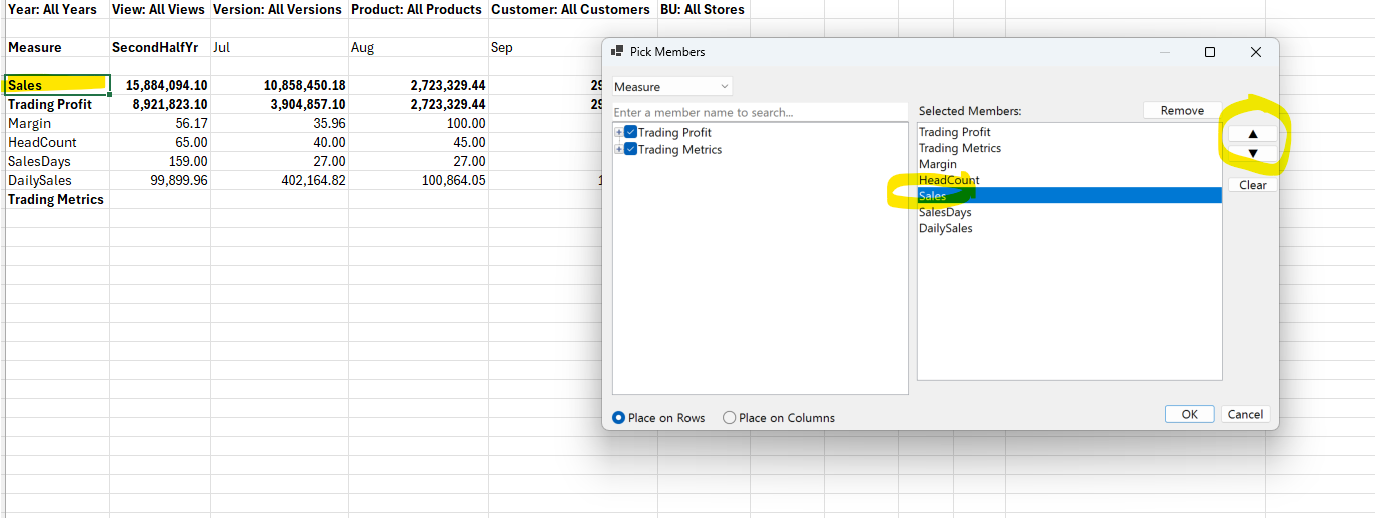 Year: All Years View: All Views Version: All Versions Product: All Products Customer: All Customers BU: All Stores
Measure SecondHalfYr Jul Aug Sep
Sales 15,884,094.10 10,858,450.18 2,723,329.44 29
Trading Profit 8,921,823.10 3,904,857.10 2,723,329.44 29
Margin 56.17 35.96 100.00
HeadCount 65.00 40.00 45.00
SalesDays 159.00 27.00 27.00
DailySales 99,899.96 402,164.82 100,864.05 1
Trading Metrics
Pick Members
Measure
Enter a member name to search...
Trading Profit
Trading Metrics
Selected Members:
Remove
Trading Profit
Trading Metrics
Margin
HeadCount
Sales
SalesDays
DailySales
▲
▼
Clear
Place on Rows Place on Columns
OK Cancel